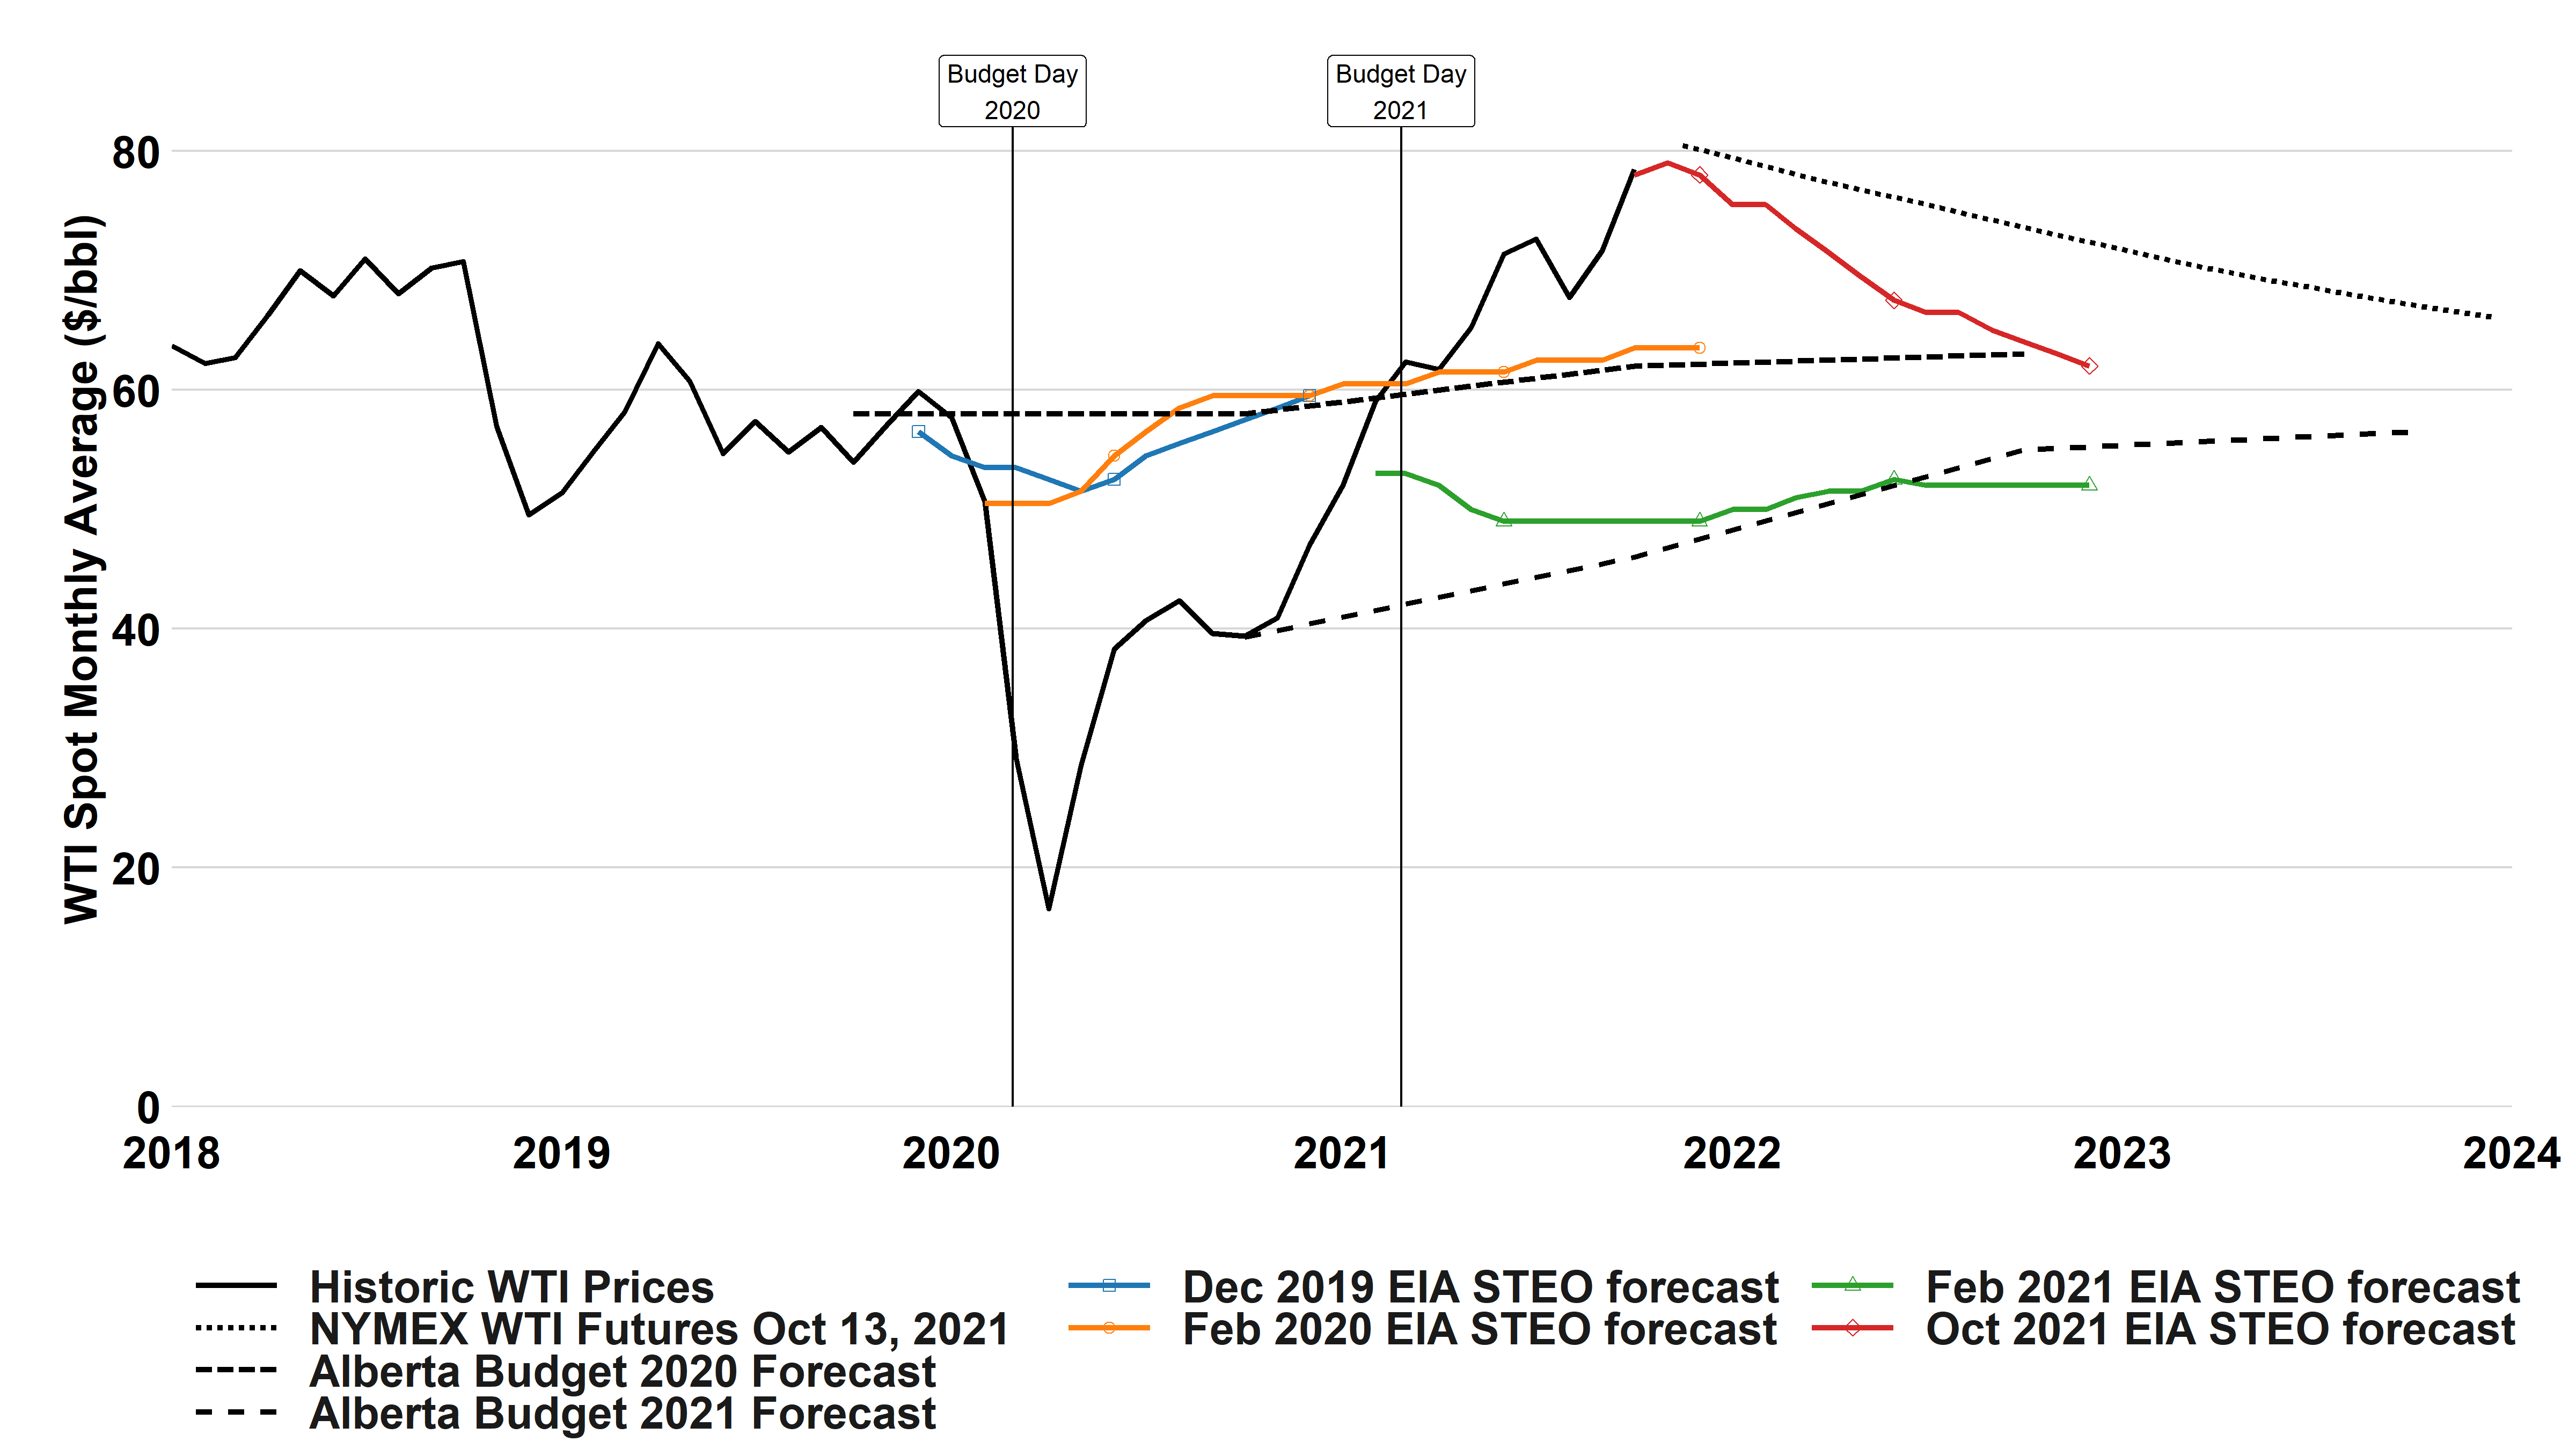 Budget Day
2020
Budget Day
2021
WTI Spot Monthly Average ($/bbl)
80
60
40
20
0
2018 2019 2020 2021 2022 2023 2024
Historic WTI Prices
NYMEX WTI Futures Oct 13, 2021
Alberta Budget 2020 Forecast
Alberta Budget 2021 Forecast
Dec 2019 EIA STEO forecast
Feb 2020 EIA STEO forecast
Feb 2021 EIA STEO forecast
Oct 2021 EIA STEO forecast